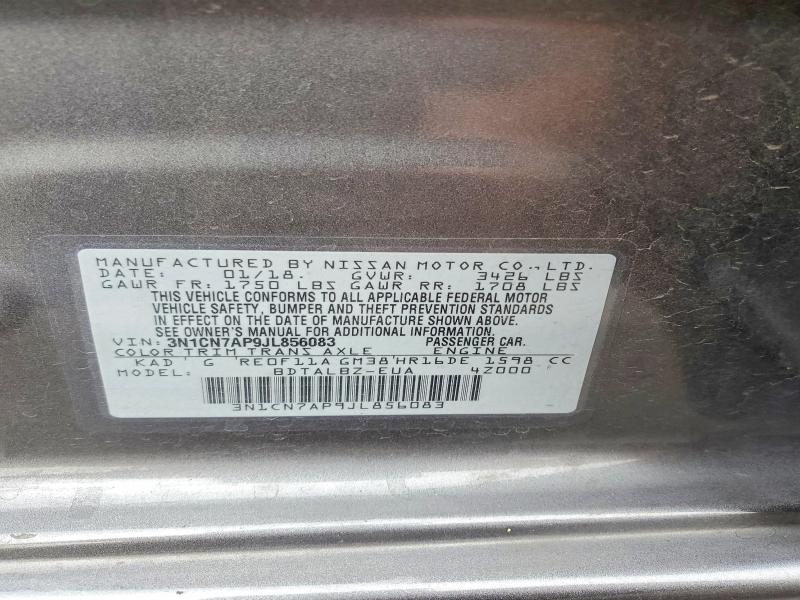 MANUFACTURED BY NISSAN MOTOR CO., LTD.
DATE: 01/18. GVWR: 3426 LBS
GAWR FR: 1750 LBS GAWR RR: 1708 LBS
THIS VEHICLE CONFORMS TO ALL APPLICABLE FEDERAL MOTOR
VEHICLE SAFETY, BUMPER AND THEFT PREVENTION STANDARDS
IN EFFECT ON THE DATE OF MANUFACTURE SHOWN ABOVE.
SEE OWNER'S MANUAL FOR ADDITIONAL INFORMATION.
VIN: 3N1CN7AP9JL856083 PASSENGER CAR.
COLOR TRIM TRANS AXLE ENGINE
KAD G RE0F11A GM38 HR16DE 1598 CC
MODEL: BDTALBZ-EUA 4Z000
3N1CN7AP9JL856083